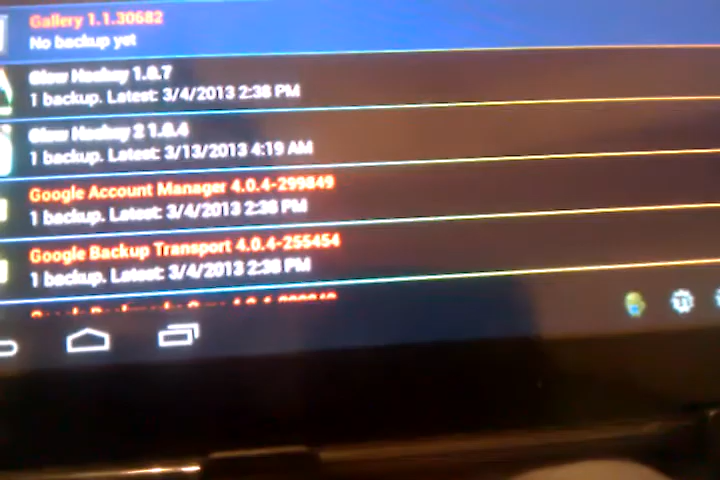 Gallery 1.1.30682
No backup yet
Glow Hockey 1.0.7
1 backup. Latest: 3/4/2013 2:38 PM
Glow Hockey 2 1.0.4
1 backup. Latest: 3/13/2013 4:19 AM
Google Account Manager 4.0.4-299849
1 backup. Latest: 3/4/2013 2:38 PM
Google Backup Transport 4.0.4-255454
1 backup. Latest: 3/4/2013 2:38 PM